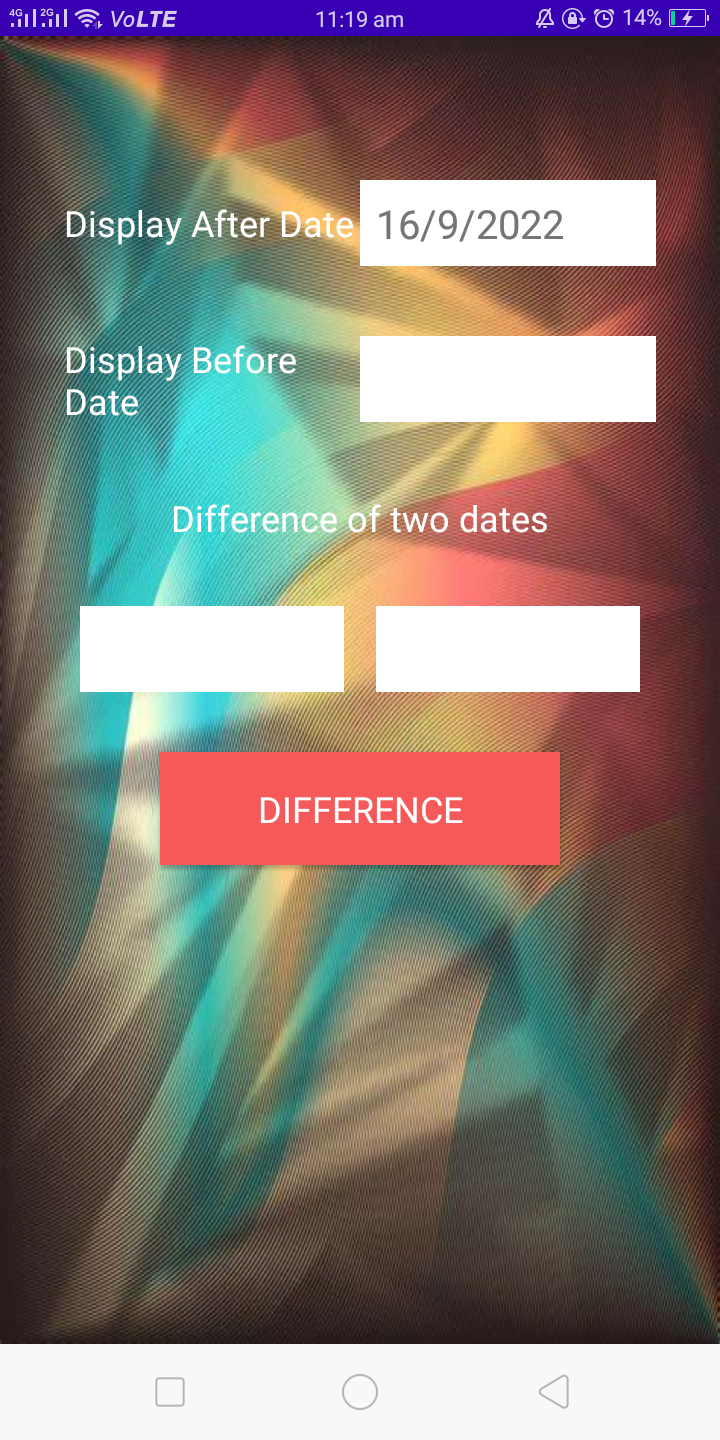 4G 2G VoLTE 11:19 am 14%
Display After Date 16/9/2022
Display Before
Date
Difference of two dates
DIFFERENCE